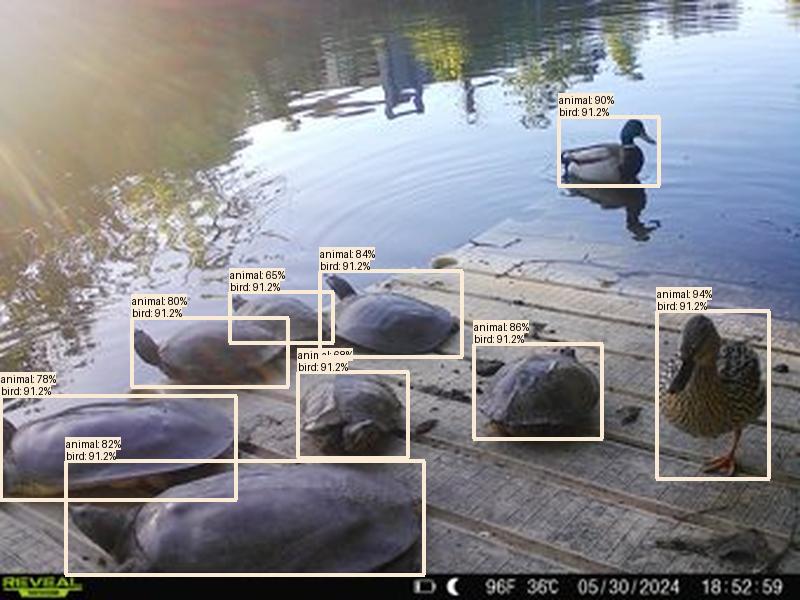 animal: 90%
bird: 91.2%
animal: 84%
bird: 91.2%
animal: 65%
bird: 91.2%
animal: 94%
bird: 91.2%
animal: 80%
bird: 91.2%
animal: 86%
bird: 91.2%
animal: 68%
bird: 91.2%
animal: 78%
bird: 91.2%
animal: 82%
bird: 91.2%
REVEAL
96F 36C 05/30/2024 18:52:59